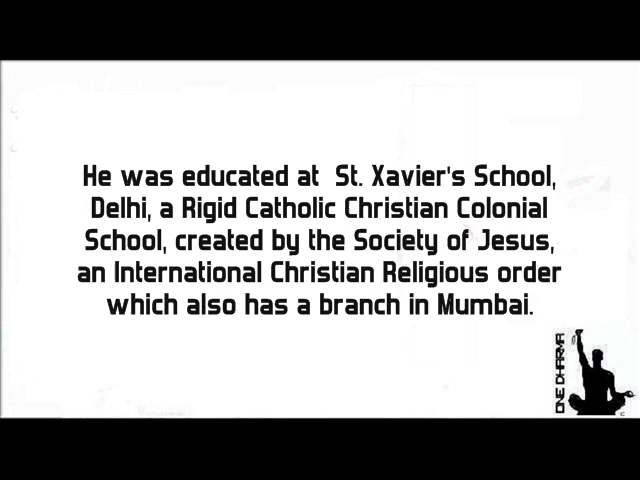 He was educated at St. Xavier's School,
Delhi, a Rigid Catholic Christian Colonial
School, created by the Society of Jesus,
an International Christian Religious order
which also has a branch in Mumbai.
ONE DHARMA